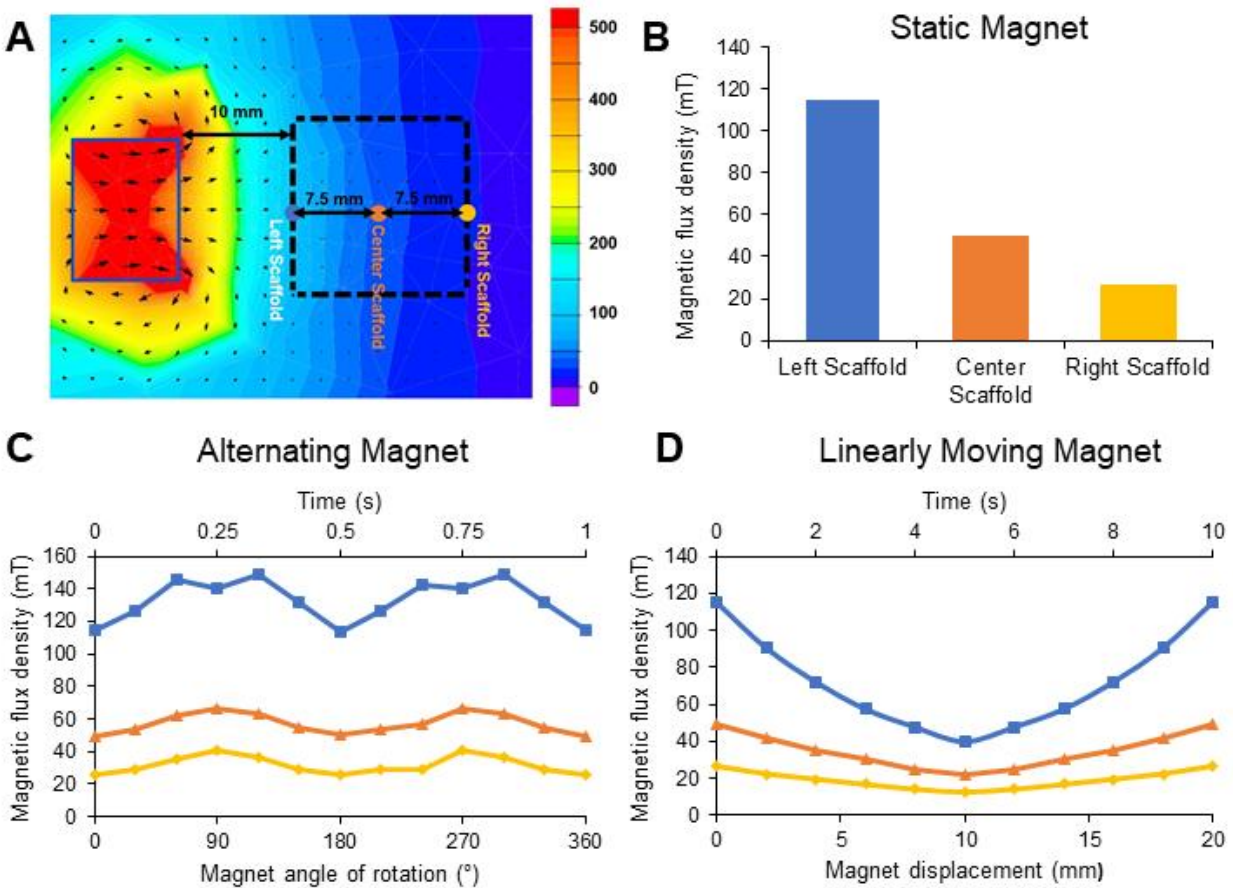 A
500
400
300
200
100
0
10 mm
7.5 mm
7.5 mm
Left Scaffold
Center Scaffold
Right Scaffold
B
Static Magnet
Magnetic flux density (mT)
140
120
100
80
60
40
20
0
Left Scaffold
Center
Scaffold
Right Scaffold
C
Alternating Magnet
Time (s)
0 0.25 0.5 0.75 1
Magnetic flux density (mT)
160
140
120
100
80
60
40
20
0
0 90 180 270 360
Magnet angle of rotation (°)
D
Linearly Moving Magnet
Time (s)
0 2 4 6 8 10
Magnetic flux density (mT)
140
120
100
80
60
40
20
0
0 5 10 15 20
Magnet displacement (mm)